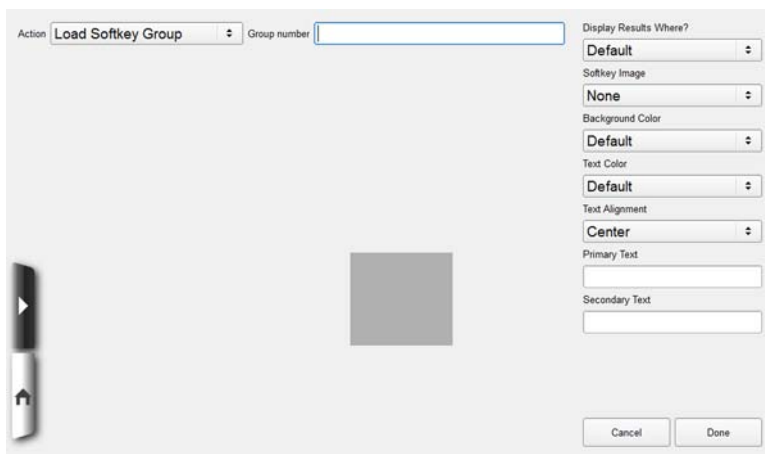 Action Load Softkey Group Group number
Display Results Where?
Default
Softkey Image
None
Background Color
Default
Text Color
Default
Text Alignment
Center
Primary Text
Secondary Text
Cancel Done